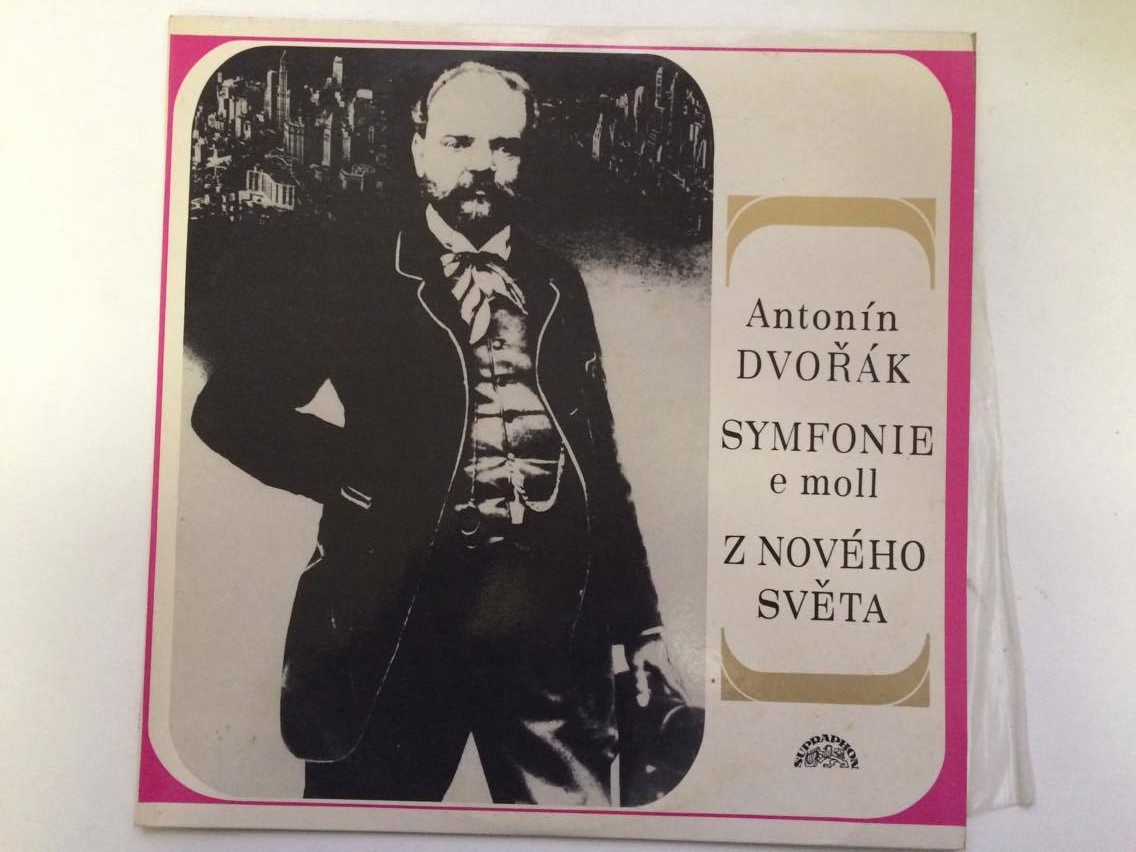 Antonín
DVOŘÁK
SYMFONIE
e moll
Z NOVÉHO
SVĚTA
SUPRAPHON